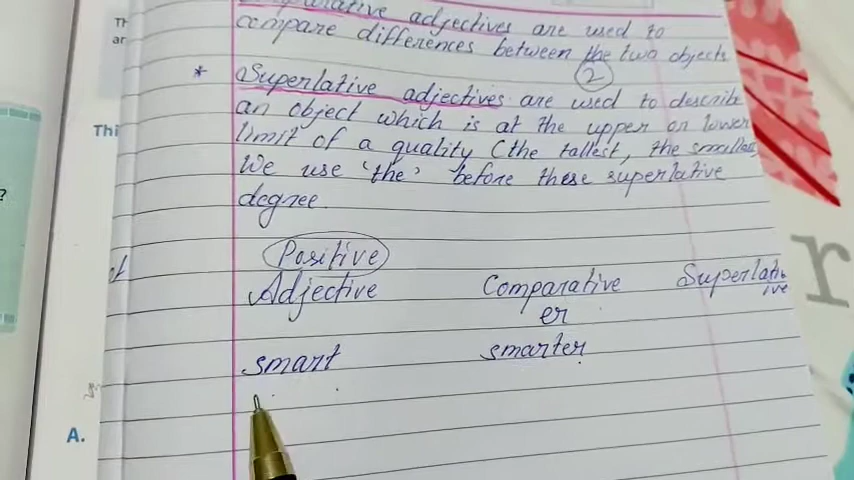 adjectives are used to
compare differences between the two objects
2
* Superlative adjectives are used to describe
an object which is at the upper or lower
limit of a quality (the tallest, the smallest,
We use 'the' before these superlative
degree.
Positive
Adjective Comparative Superlative
er
smart smarter
Thi
A.
r